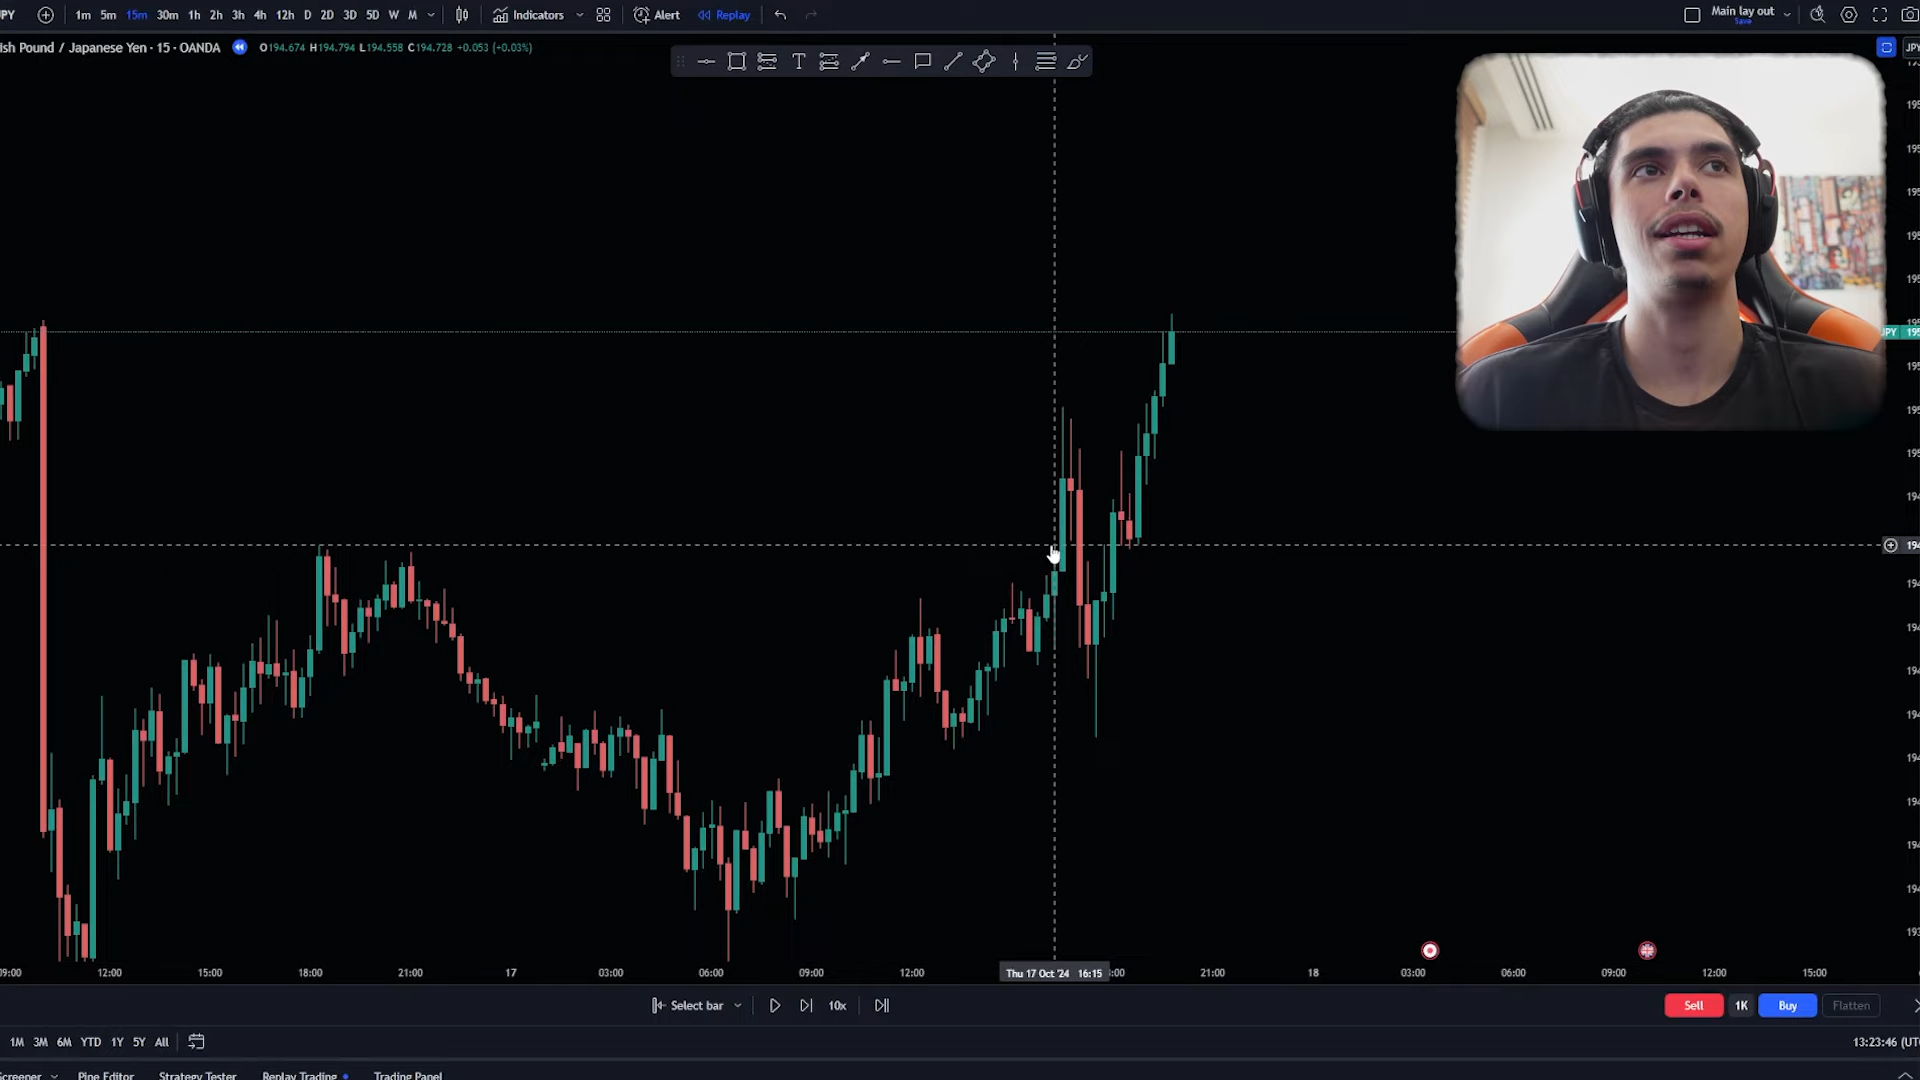 JPY 1m 5m 15m 30m 1h 2h 3h 4h 12h D 2D 3D 5D W M Indicators Alert Replay Main lay out
Save
ish Pound / Japanese Yen · 15 · OANDA O194.674 H194.794 L194.558 C194.728 +0.053 (+0.03%)
T
09:00 12:00 15:00 18:00 21:00 17 03:00 06:00 09:00 12:00 Thu 17 Oct '24 16:15 :00 21:00 18 03:00 06:00 09:00 12:00 15:00
Select bar 10x Sell 1K Buy Flatten
1M 3M 6M YTD 1Y 5Y All 13:23:46 (UT
Screener Pine Editor Strategy Tester Replay Trading Trading Panel